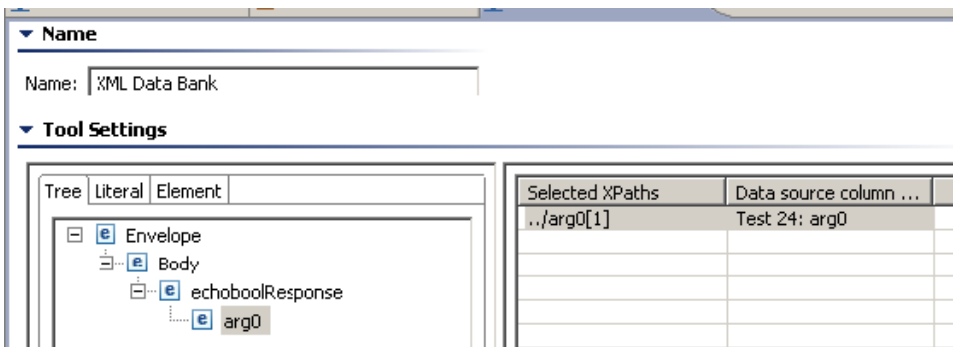 Name
Name: XML Data Bank
Tool Settings
Tree Literal Element
Envelope
Body
echoboolResponse
arg0
Selected XPaths Data source column ...
../arg0[1] Test 24: arg0